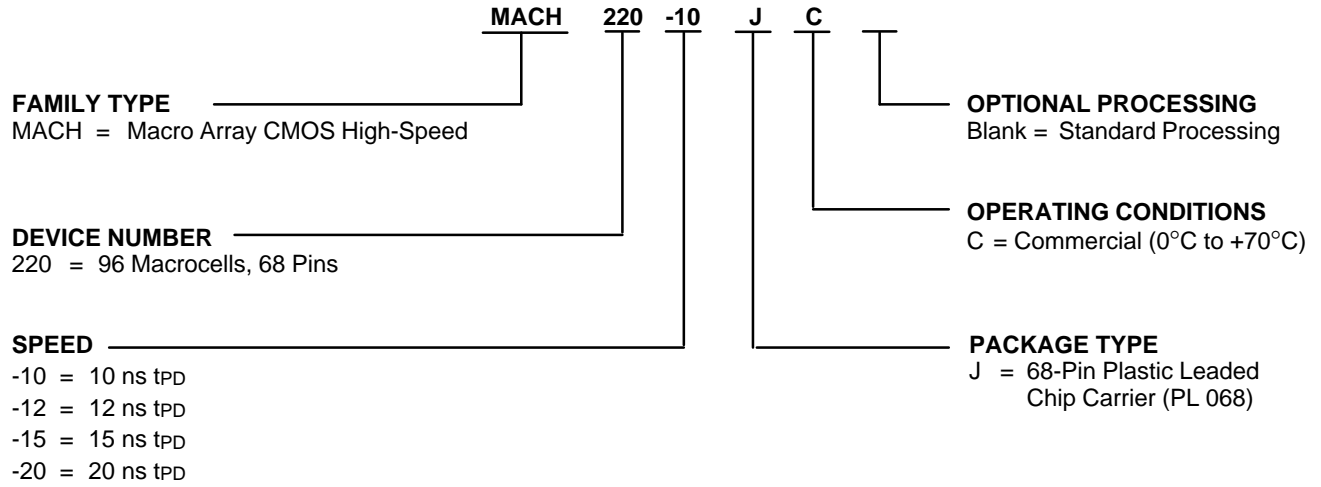 MACH 220 -10 J C
FAMILY TYPE
MACH = Macro Array CMOS High-Speed
DEVICE NUMBER
220 = 96 Macrocells, 68 Pins
SPEED
-10 = 10 ns tPD
-12 = 12 ns tPD
-15 = 15 ns tPD
-20 = 20 ns tPD
OPTIONAL PROCESSING
Blank = Standard Processing
OPERATING CONDITIONS
C = Commercial (0°C to +70°C)
PACKAGE TYPE
J = 68-Pin Plastic Leaded
Chip Carrier (PL 068)